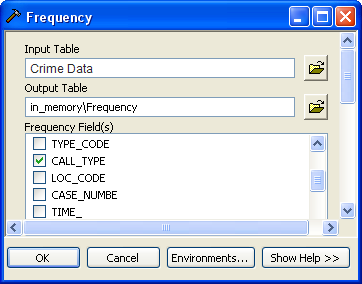 Frequency
Input Table
Crime Data
Output Table
in_memory\Frequency
Frequency Field(s)
TYPE_CODE
CALL_TYPE
LOC_CODE
CASE_NUMBE
TIME_
OK Cancel Environments... Show Help >>